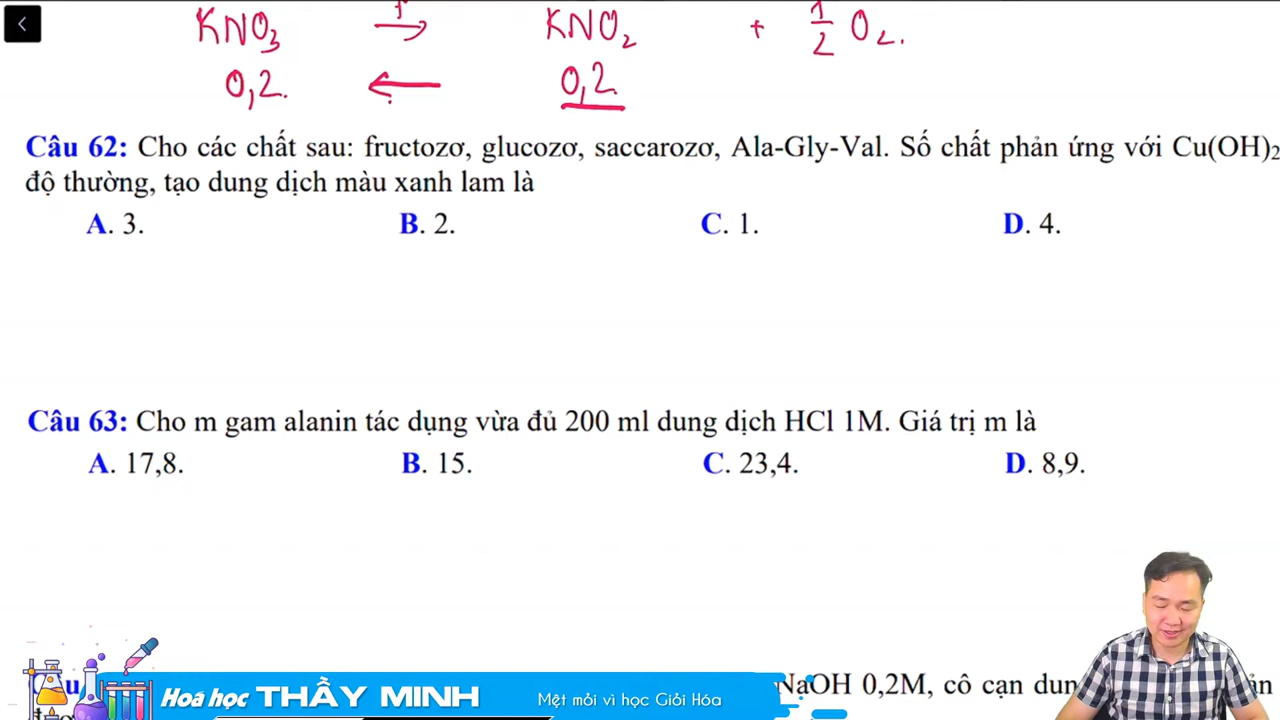 KNO3 → KNO2 + 1/2 O2.
0,2. ← 0,2.
Câu 62: Cho các chất sau: fructozơ, glucozơ, saccarozơ, Ala-Gly-Val. Số chất phản ứng với Cu(OH)2
độ thường, tạo dung dịch màu xanh lam là
A. 3. B. 2. C. 1. D. 4.
Câu 63: Cho m gam alanin tác dụng vừa đủ 200 ml dung dịch HCl 1M. Giá trị m là
A. 17,8. B. 15. C. 23,4. D. 8,9.
NaOH 0,2M, cô cạn
Hoá học THẦY MINH Mệt mỏi vì học Giỏi Hóa